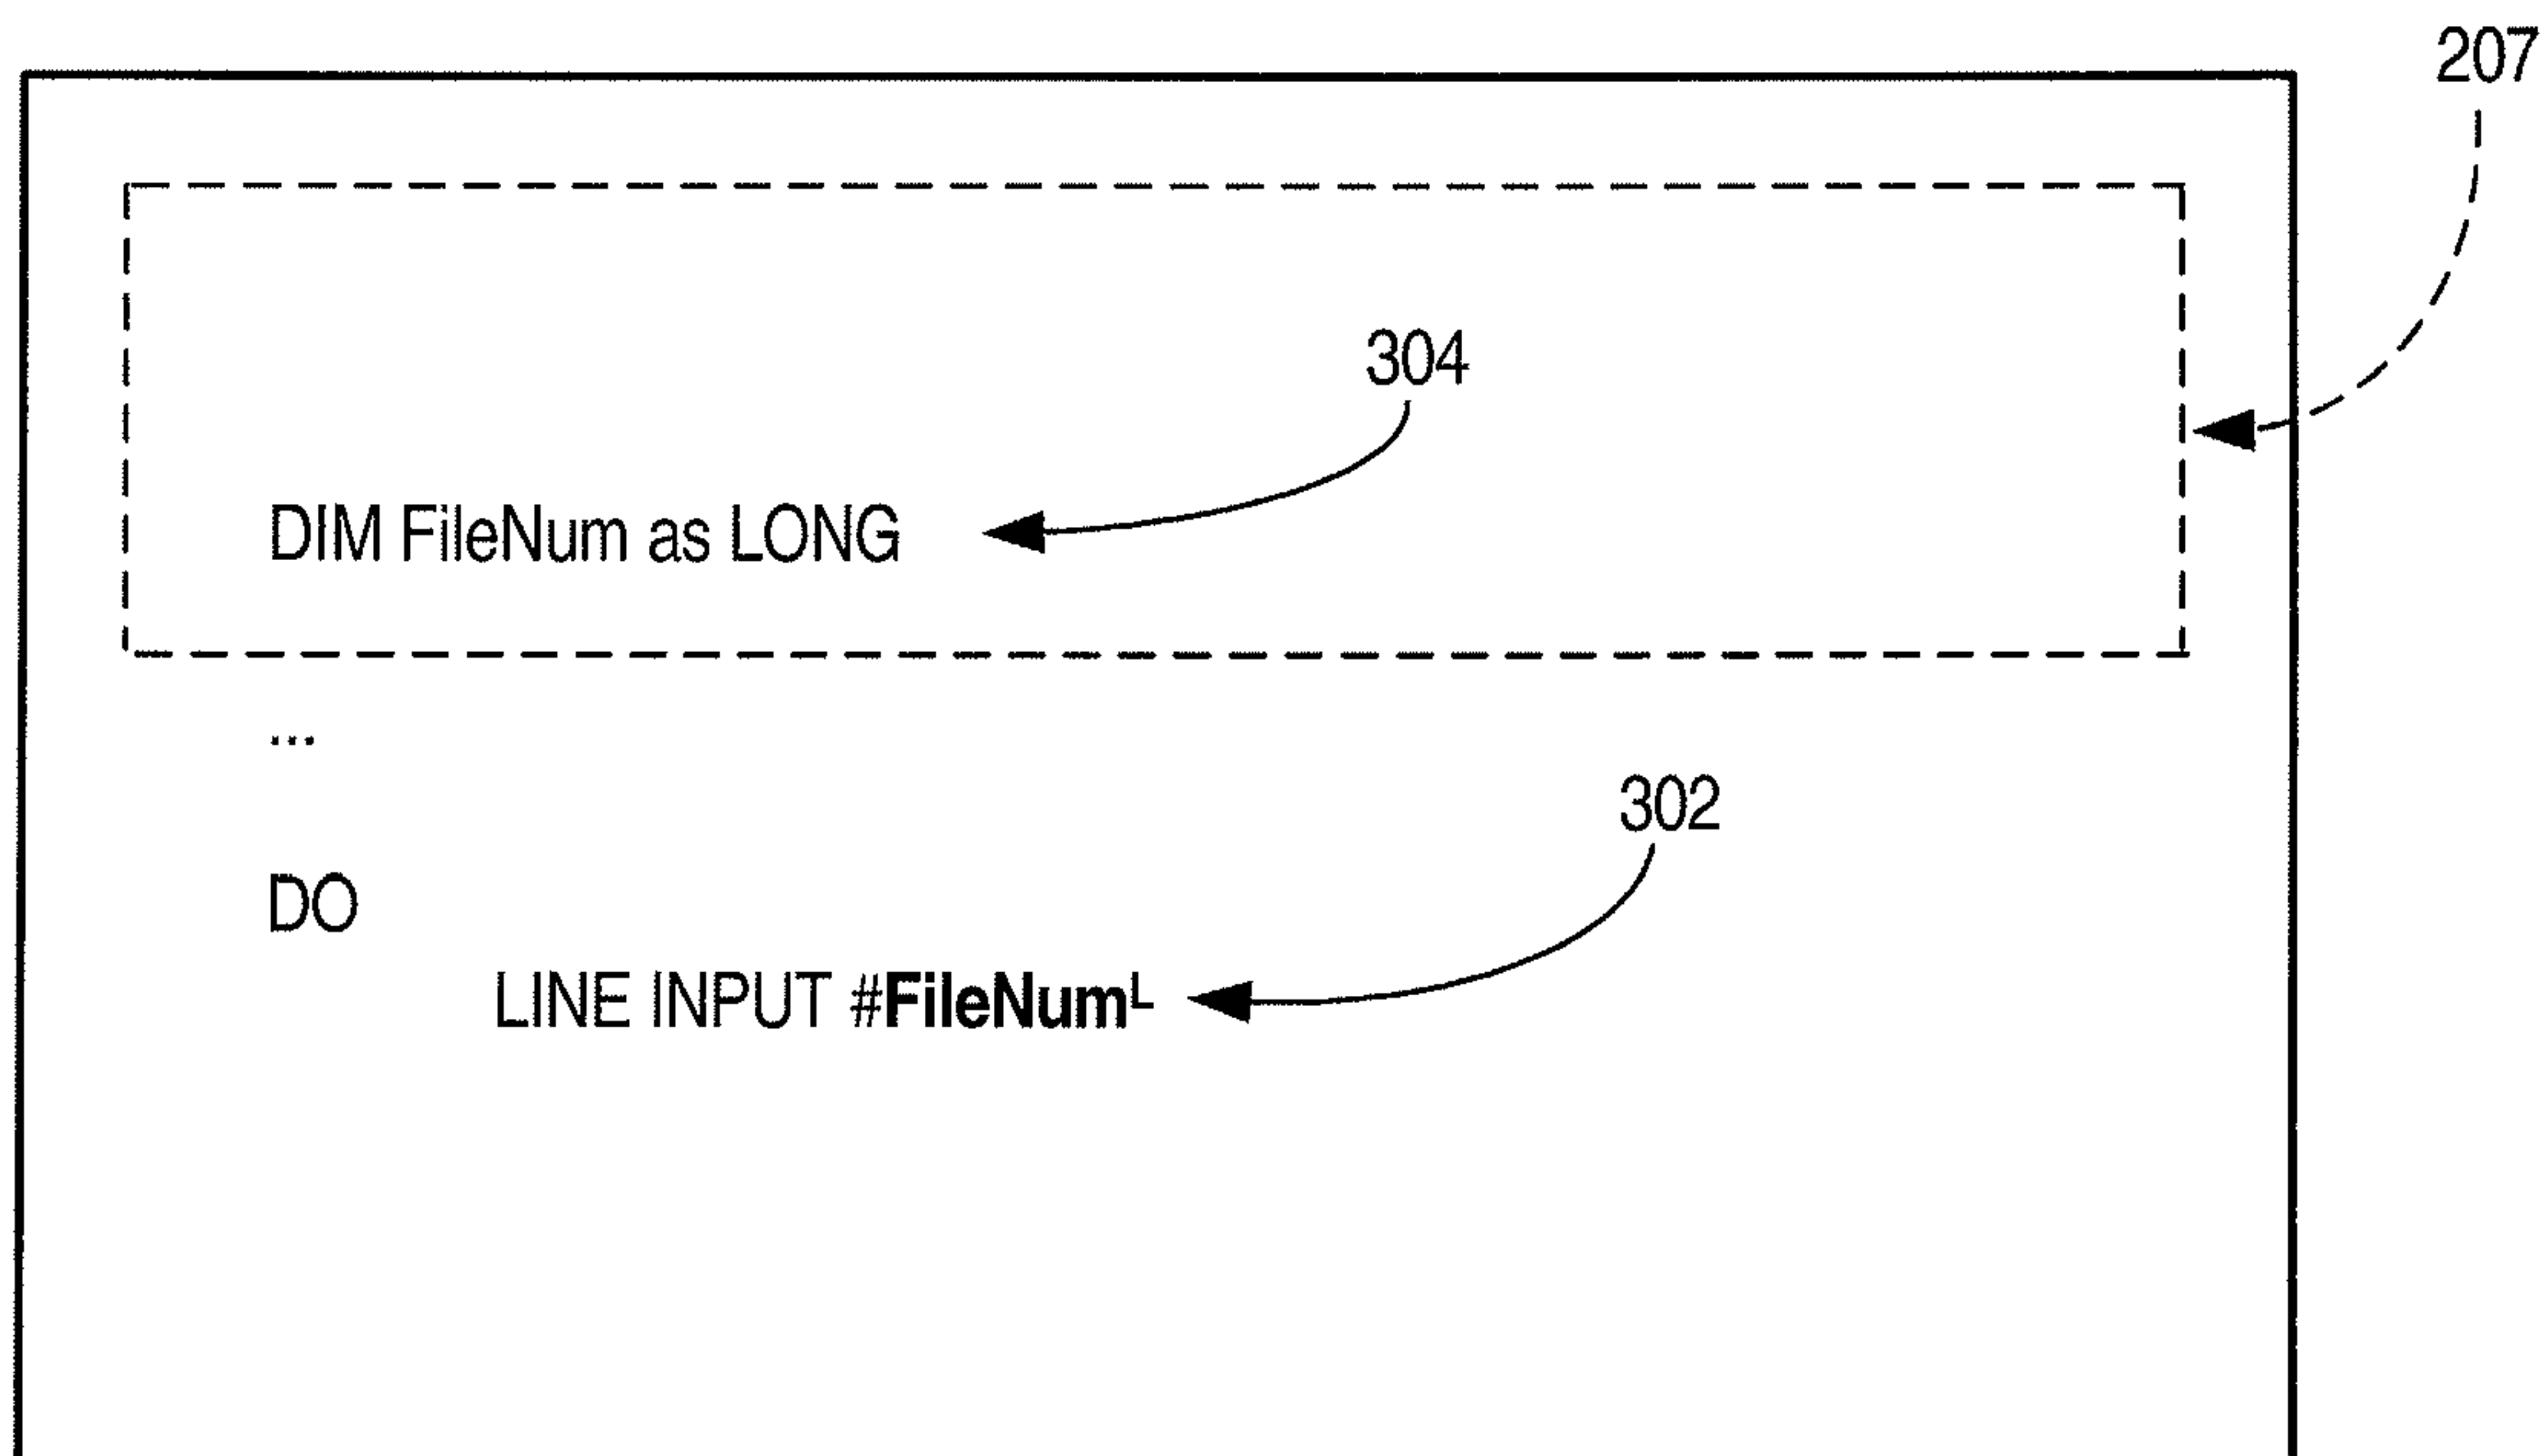 207
304
DIM FileNum as LONG
...
DO
302
LINE INPUT #FileNumᴸ